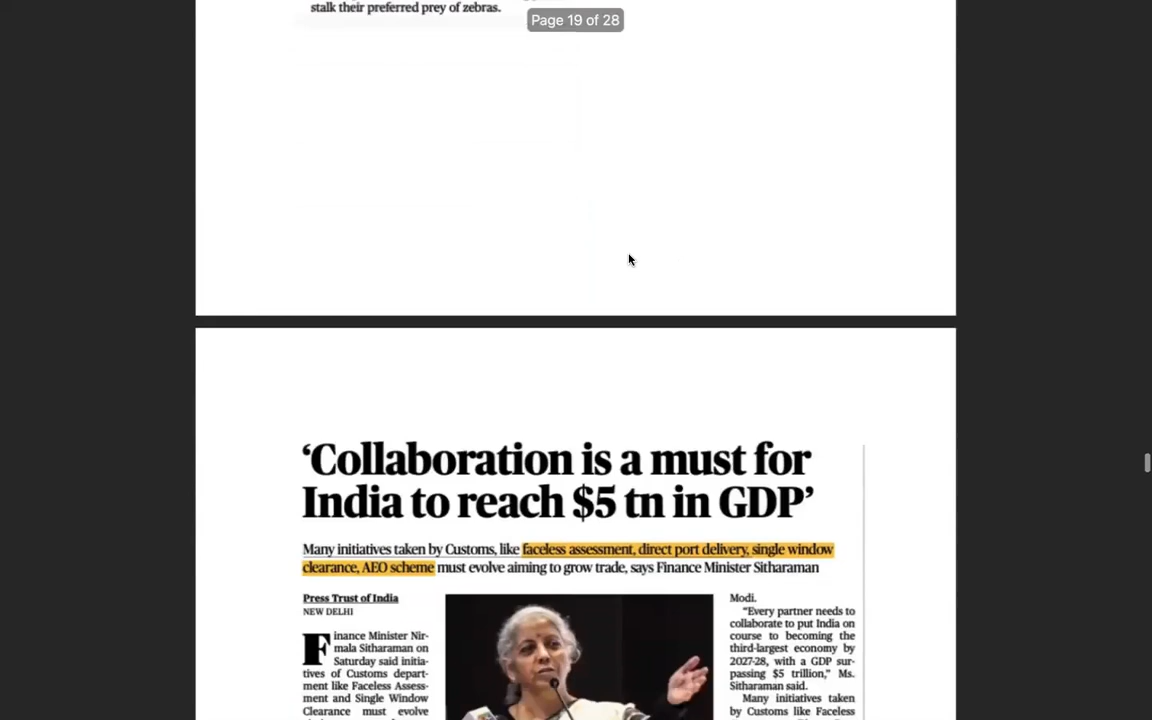 stalk their preferred prey of zebras.
Page 19 of 28
‘Collaboration is a must for
India to reach $5 tn in GDP’
Many initiatives taken by Customs, like faceless assessment, direct port delivery, single window
clearance, AEO scheme must evolve aiming to grow trade, says Finance Minister Sitharaman
Press Trust of India
NEW DELHI
Finance Minister Nir-
mala Sitharaman on
Saturday said initia-
tives of Customs depart-
ment like Faceless Assess-
ment and Single Window
Clearance must evolve
Modi.
“Every partner needs to
collaborate to put India on
course to becoming the
third-largest economy by
2027-28, with a GDP sur-
passing $5 trillion,” Ms.
Sitharaman said.
Many initiatives taken
by Customs like Faceless